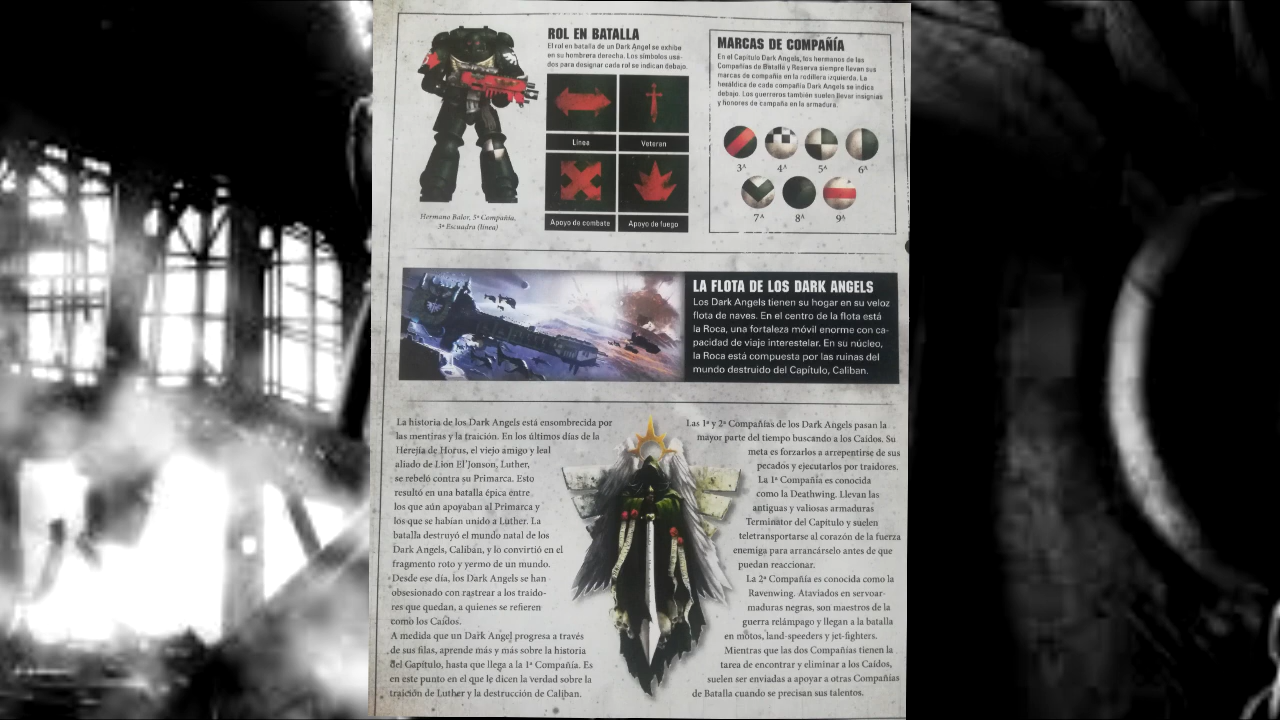 ROL EN BATALLA
El rol en batalla de un Dark Angel se exhibe
en su hombrera derecha. Los símbolos usa-
dos para designar cada rol se indican debajo.
Línea
Veteran
Apoyo de combate
Apoyo de fuego
Hermano Balor, 5ª Compañía,
3ª Escuadra (línea)
MARCAS DE COMPAÑÍA
En el Capítulo Dark Angels, los hermanos de las
Compañías de Batalla y Reserva siempre llevan sus
marcas de compañía en la rodillera izquierda. La
heráldica de cada compañía Dark Angels se indica
debajo. Los guerreros también suelen llevar insignias
y honores de campaña en la armadura.
3ᴬ 4ᴬ 5ᴬ 6ᴬ
7ᴬ 8ᴬ 9ᴬ
LA FLOTA DE LOS DARK ANGELS
Los Dark Angels tienen su hogar en su veloz
flota de naves. En el centro de la flota está
la Roca, una fortaleza móvil enorme con ca-
pacidad de viaje interestelar. En su núcleo,
la Roca está compuesta por las ruinas del
mundo destruido del Capítulo, Caliban.
La historia de los Dark Angels está ensombrecida por
las mentiras y la traición. En los últimos días de la
Herejía de Horus, el viejo amigo y leal
aliado de Lion El'Jonson, Luther,
se rebeló contra su Primarca. Esto
resultó en una batalla épica entre
los que aún apoyaban al Primarca y
los que se habían unido a Luther. La
batalla destruyó el mundo natal de los
Dark Angels, Caliban, y lo convirtió en el
fragmento roto y yermo de un mundo.
Desde ese día, los Dark Angels se han
obsesionado con rastrear a los traido-
res que quedan, a quienes se refieren
como los Caídos.
A medida que un Dark Angel progresa a través
de sus filas, aprende más y más sobre la historia
del Capítulo, hasta que llega a la 1ª Compañía. Es
en este punto en el que le dicen la verdad sobre la
traición de Luther y la destrucción de Caliban.
Las 1ª y 2ª Compañías de los Dark Angels pasan la
mayor parte del tiempo buscando a los Caídos. Su
meta es forzarlos a arrepentirse de sus
pecados y ejecutarlos por traidores.
La 1ª Compañía es conocida
como la Deathwing. Llevan las
antiguas y valiosas armaduras
Terminator del Capítulo y suelen
teletransportarse al corazón de la fuerza
enemiga para arrancárselo antes de que
puedan reaccionar.
La 2ª Compañía es conocida como la
Ravenwing. Ataviados en servoar-
maduras negras, son maestros de la
guerra relámpago y llegan a la batalla
en motos, land-speeders y jet-fighters.
Mientras que las dos Compañías tienen la
tarea de encontrar y eliminar a los Caídos,
suelen ser enviadas a apoyar a otras Compañías
de Batalla cuando se precisan sus talentos.